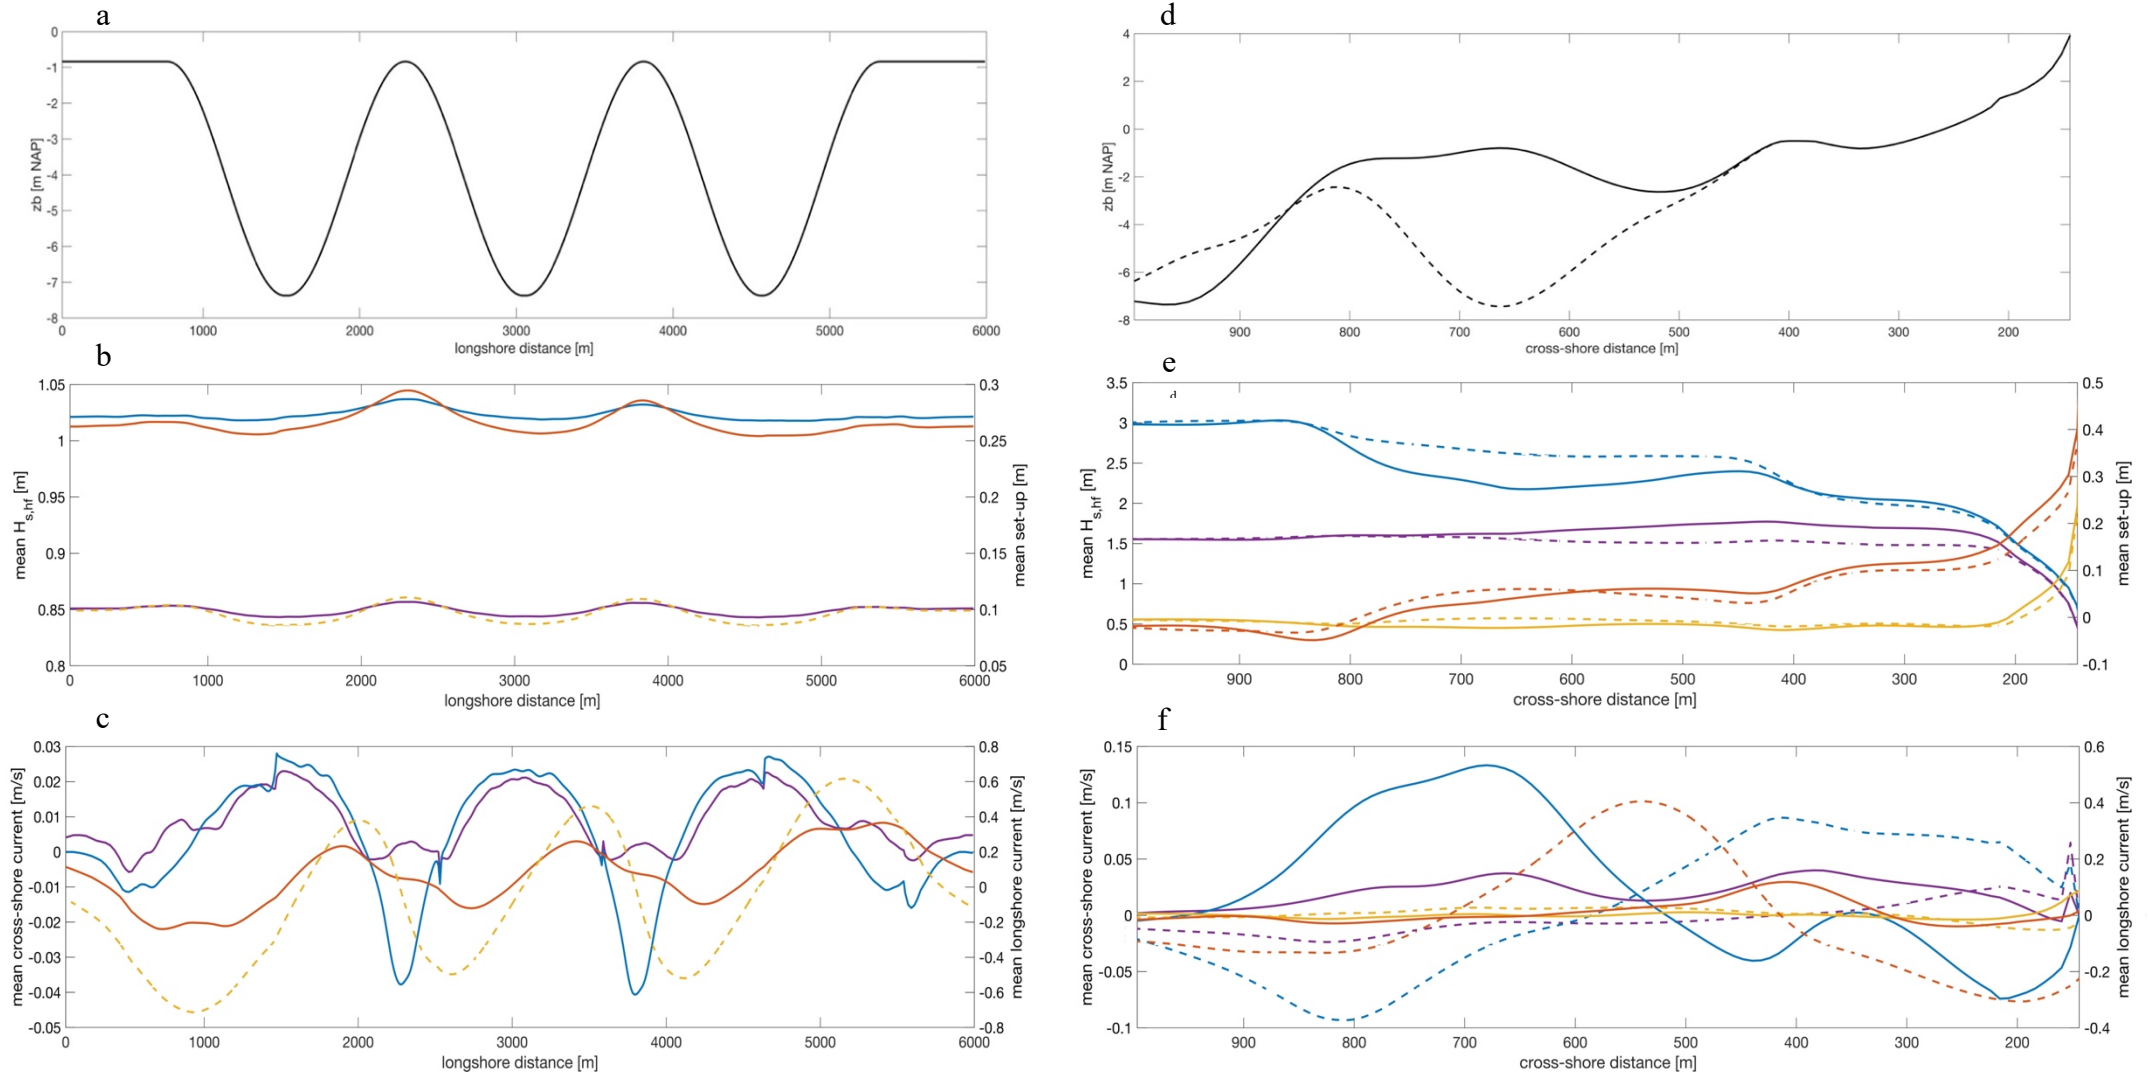 a
0
-1
-2
-3
-4
-5
-6
-7
-8
zb [m NAP]
0 1000 2000 3000 4000 5000 6000
longshore distance [m]
b
1.05
1
0.95
0.9
0.85
0.8
mean Hs,hf [m]
0.3
0.25
0.2
0.15
0.1
0.05
mean set-up [m]
0 1000 2000 3000 4000 5000 6000
longshore distance [m]
c
0.03
0.02
0.01
0
-0.01
-0.02
-0.03
-0.04
-0.05
mean cross-shore current [m/s]
0.8
0.6
0.4
0.2
0
-0.2
-0.4
-0.6
-0.8
mean longshore current [m/s]
0 1000 2000 3000 4000 5000 6000
longshore distance [m]
d
4
2
0
-2
-4
-6
-8
zb [m NAP]
900 800 700 600 500 400 300 200
cross-shore distance [m]
e
d
3.5
3
2.5
2
1.5
1
0.5
0
mean Hs,hf [m]
0.5
0.4
0.3
0.2
0.1
0
-0.1
mean set-up [m]
900 800 700 600 500 400 300 200
cross-shore distance [m]
f
0.15
0.1
0.05
0
-0.05
-0.1
mean cross-shore current [m/s]
0.6
0.4
0.2
0
-0.2
-0.4
mean longshore current [m/s]
900 800 700 600 500 400 300 200
cross-shore distance [m]